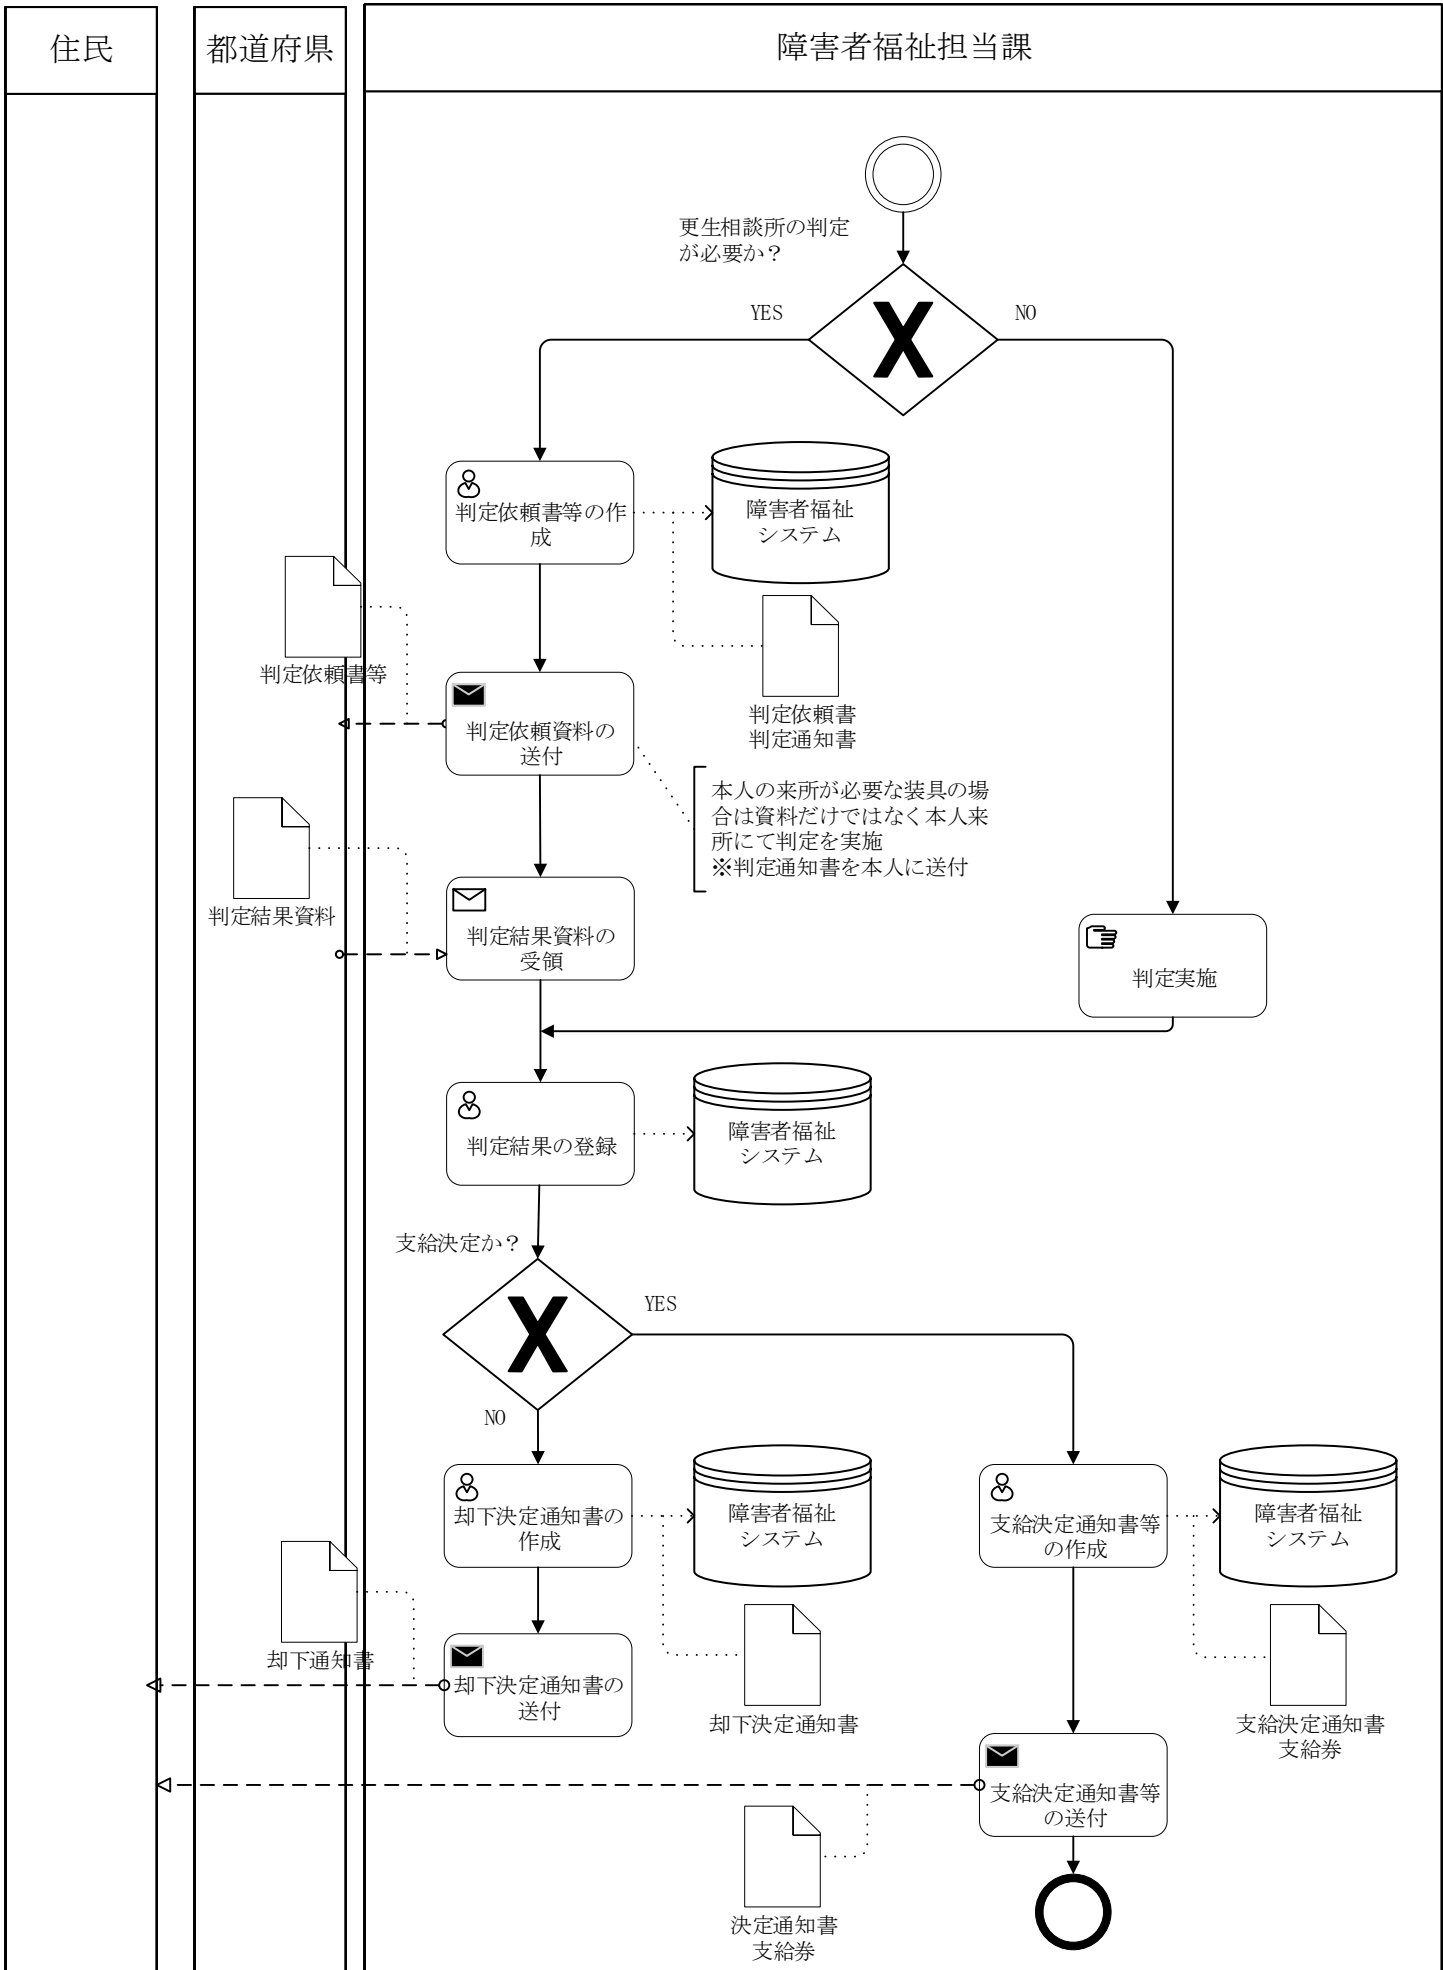 住民
都道府県
障害者福祉担当課
更生相談所の判定
が必要か？
YES
NO
判定依頼書等の作
成
障害者福祉
システム
判定依頼書等
判定依頼書
判定通知書
判定依頼資料の
送付
本人の来所が必要な装具の場
合は資料だけではなく本人来
所にて判定を実施
※判定通知書を本人に送付
判定結果資料
判定結果資料の
受領
判定実施
判定結果の登録
障害者福祉
システム
支給決定か？
YES
NO
却下決定通知書の
作成
障害者福祉
システム
支給決定通知書等
の作成
障害者福祉
システム
却下通知書
却下決定通知書の
送付
却下決定通知書
支給決定通知書
支給券
支給決定通知書等
の送付
決定通知書
支給券